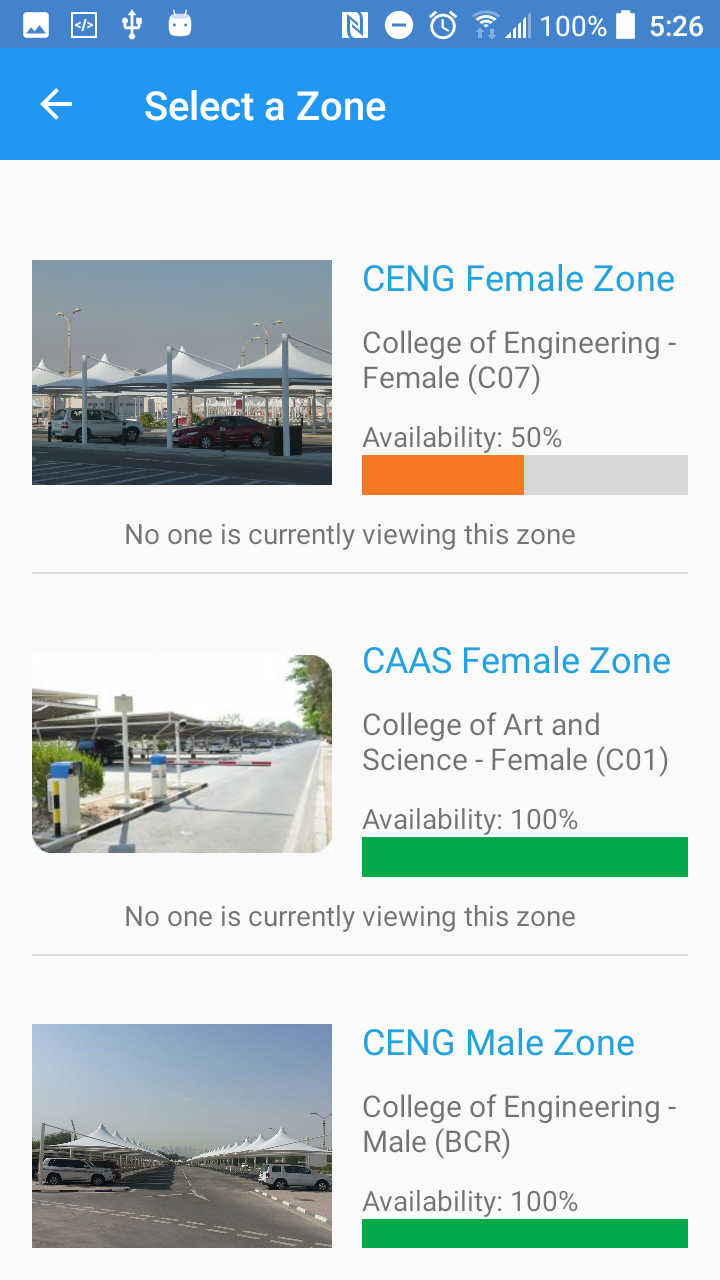 100% 5:26
Select a Zone
CENG Female Zone
College of Engineering -
Female (C07)
Availability: 50%
No one is currently viewing this zone
CAAS Female Zone
College of Art and
Science - Female (C01)
Availability: 100%
No one is currently viewing this zone
CENG Male Zone
College of Engineering -
Male (BCR)
Availability: 100%